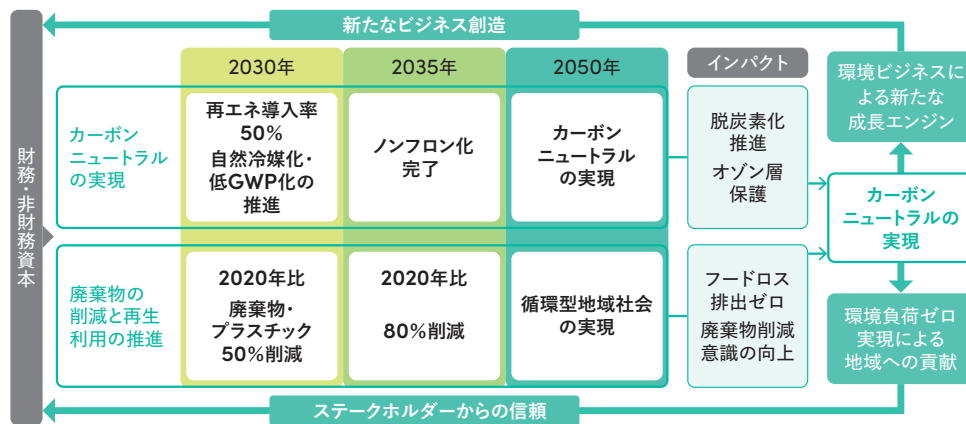 新たなビジネス創造
2030年
2035年
2050年
インパクト
財務・非財務資本
カーボン
ニュートラル
の実現
再エネ導入率
50%
自然冷媒化・
低GWP化の
推進
ノンフロン化
完了
カーボン
ニュートラル
の実現
脱炭素化
推進
オゾン層
保護
廃棄物の
削減と再生
利用の推進
2020年比
廃棄物・
プラスチック
50%削減
2020年比
80%削減
循環型地域社会
の実現
フードロス
排出ゼロ
廃棄物削減
意識の向上
環境ビジネスに
よる新たな
成長エンジン
カーボン
ニュートラルの
実現
環境負荷ゼロ
実現による
地域への貢献
ステークホルダーからの信頼